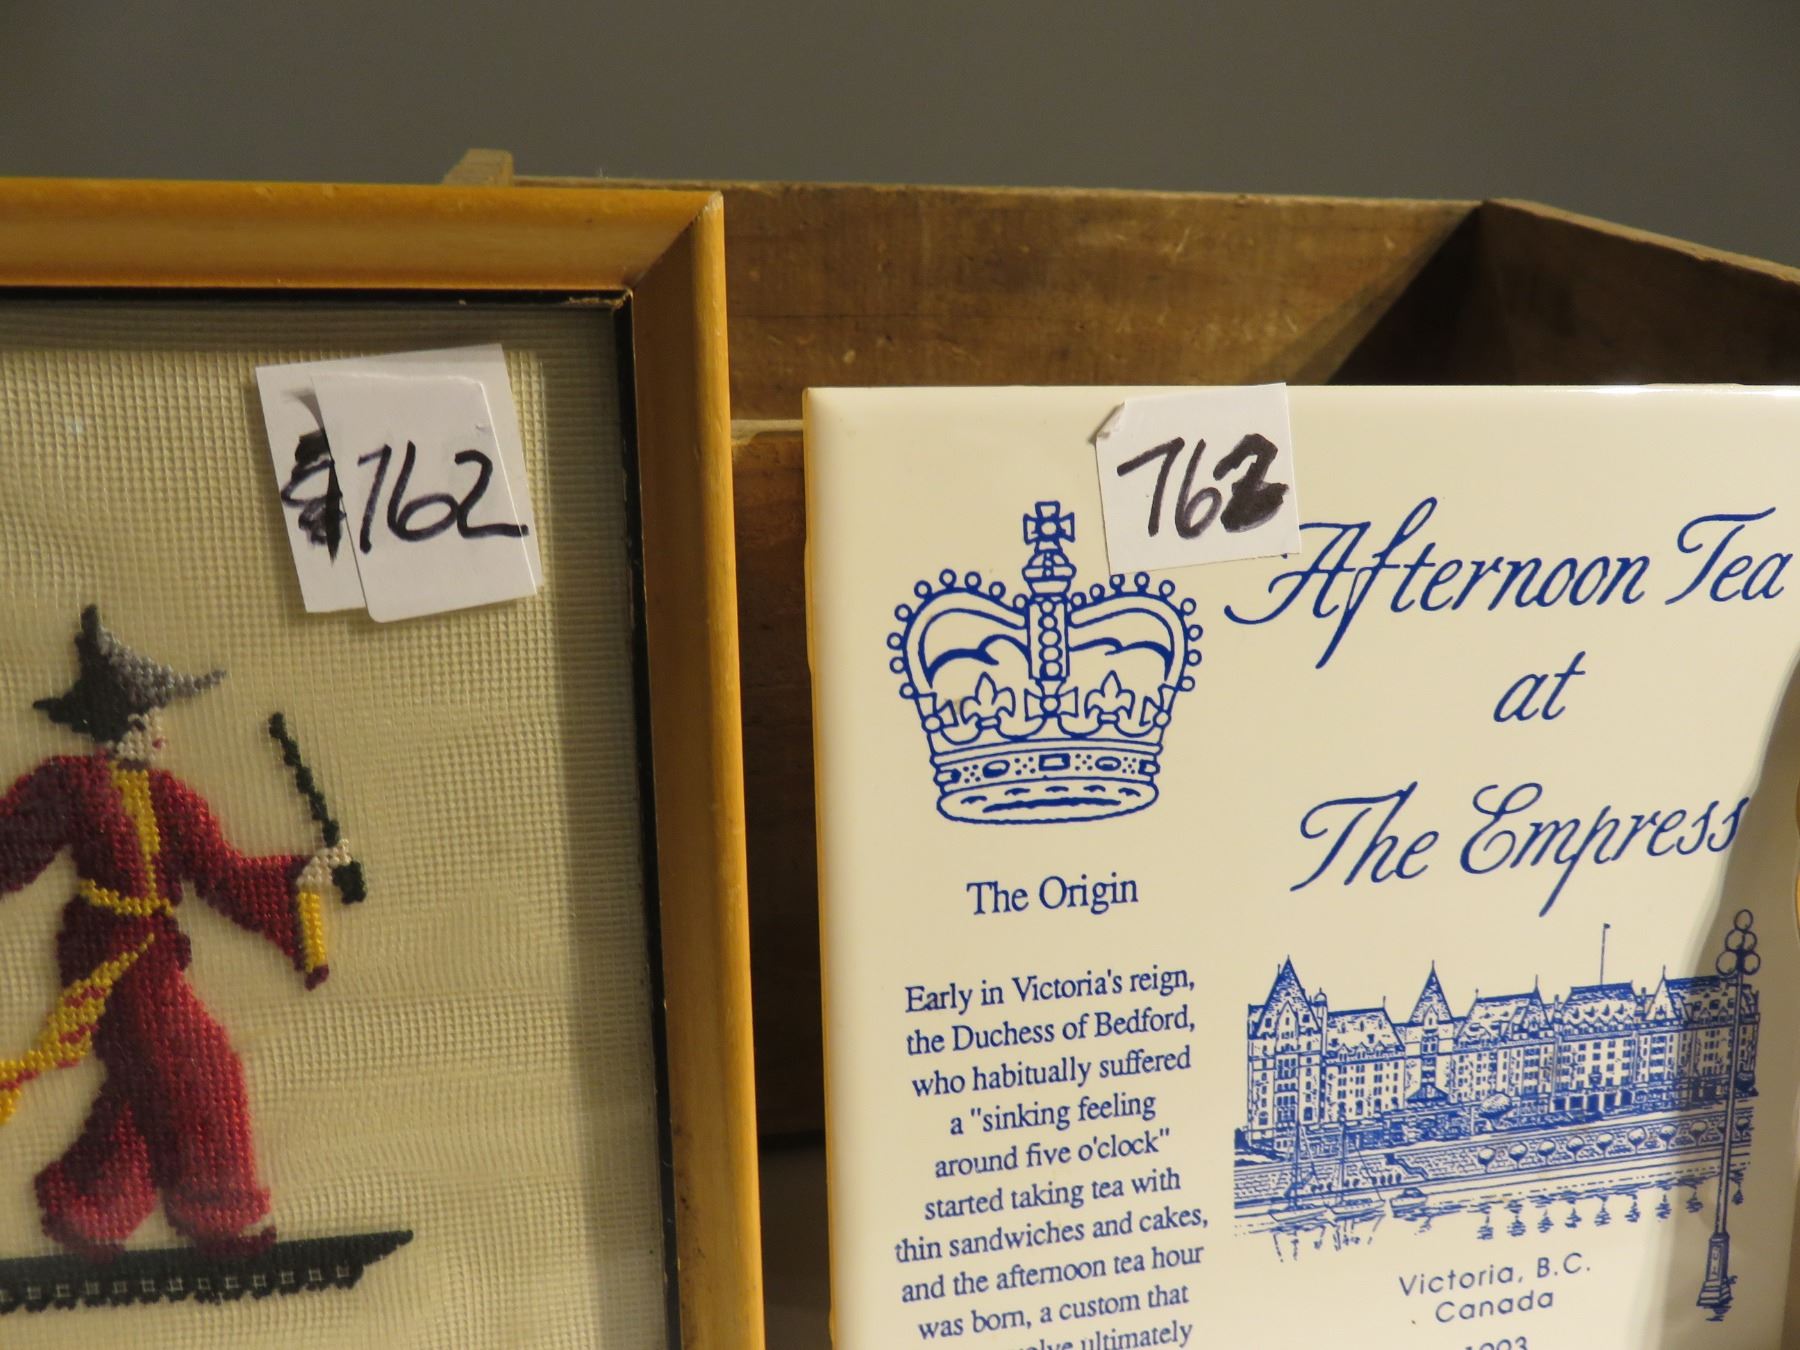 762
762
Afternoon Tea
at
The Empress
The Origin
Early in Victoria's reign,
the Duchess of Bedford,
who habitually suffered
a "sinking feeling
around five o'clock"
started taking tea with
thin sandwiches and cakes,
and the afternoon tea hour
was born, a custom that
ultimately
Victoria, B.C.
Canada
1993